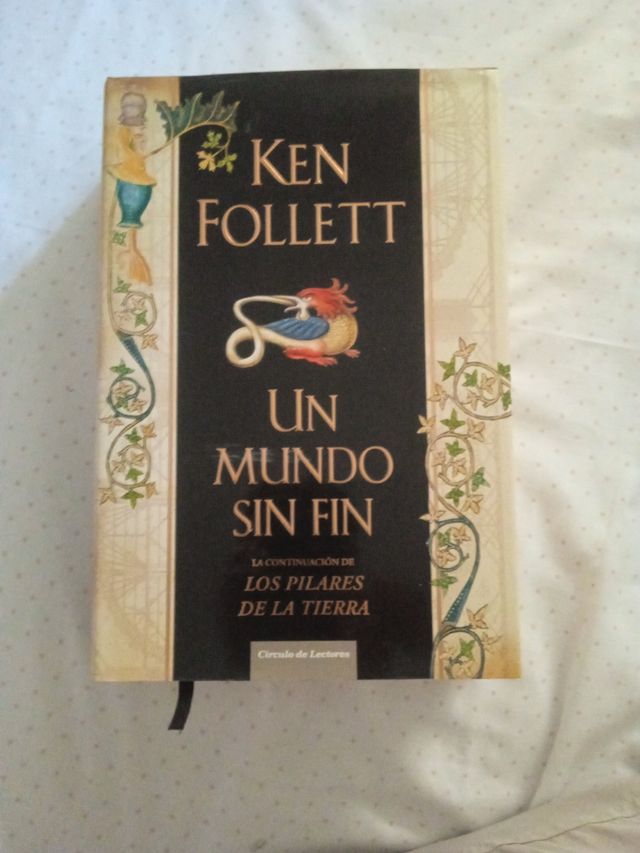 KEN
FOLLETT
UN
MUNDO
SIN FIN
LA CONTINUACIÓN DE
LOS PILARES
DE LA TIERRA
Círculo de Lectores